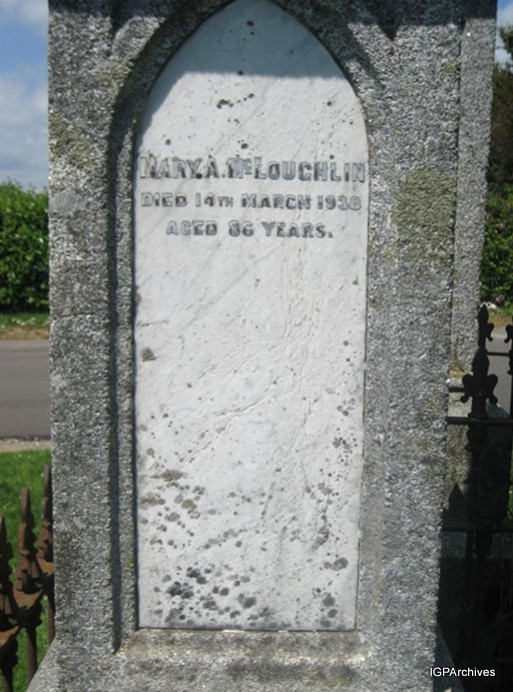 MARY.A. McLOUGHLIN
DIED 14TH MARCH 1938
AGED 86 YEARS.
IGPArchives